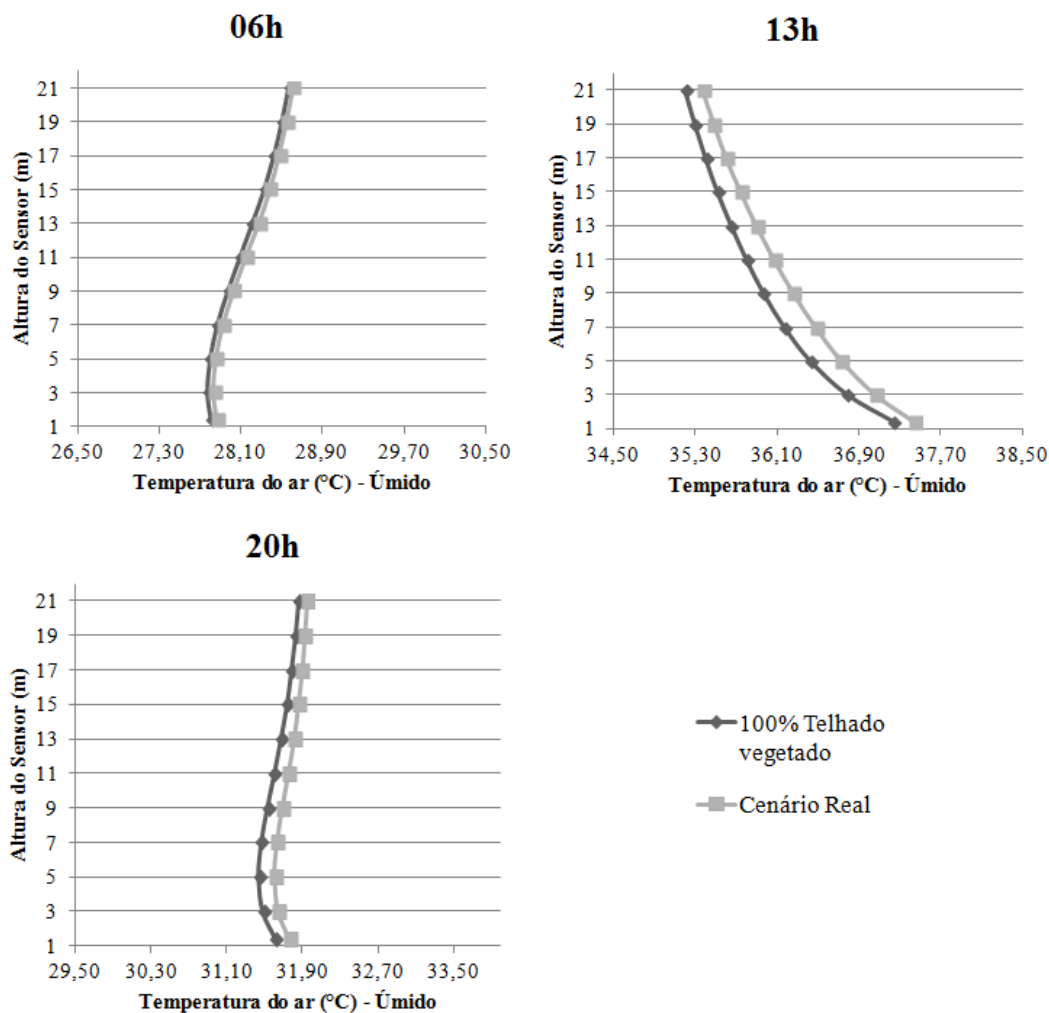 06h
Altura do Sensor (m)
21
19
17
15
13
11
9
7
5
3
1
26,50 27,30 28,10 28,90 29,70 30,50
Temperatura do ar (°C) - Úmido
13h
Altura do Sensor (m)
21
19
17
15
13
11
9
7
5
3
1
34,50 35,30 36,10 36,90 37,70 38,50
Temperatura do ar (°C) - Úmido
20h
Altura do Sensor (m)
21
19
17
15
13
11
9
7
5
3
1
29,50 30,30 31,10 31,90 32,70 33,50
Temperatura do ar (°C) - Úmido
100% Telhado
vegetado
Cenário Real